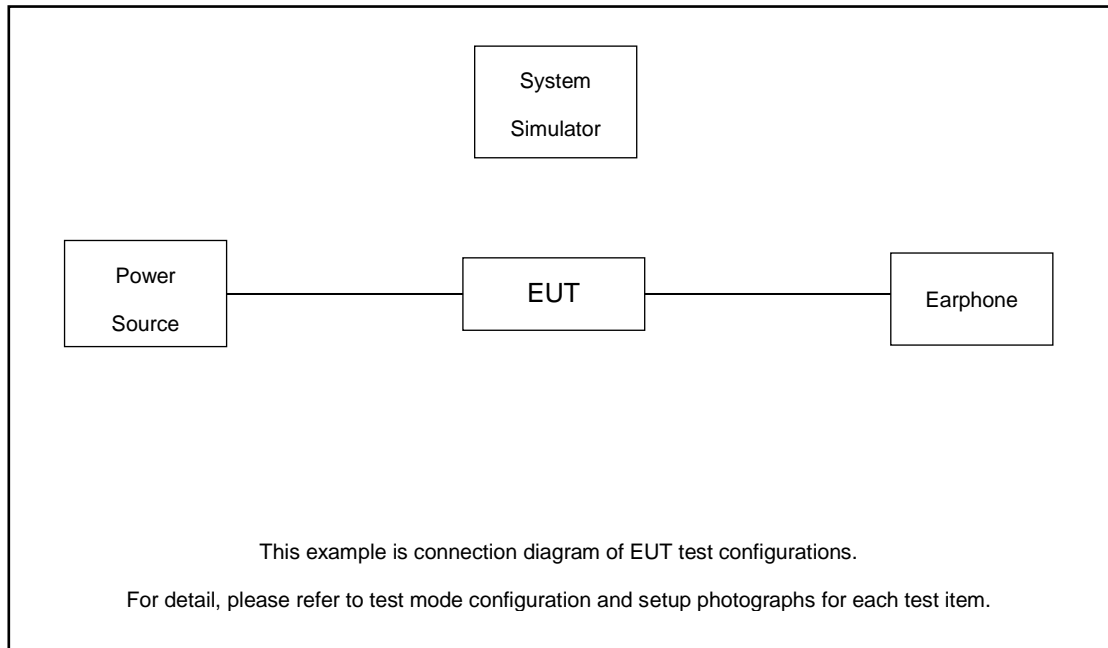 System
Simulator
Power
Source
EUT
Earphone
This example is connection diagram of EUT test configurations.
For detail, please refer to test mode configuration and setup photographs for each test item.